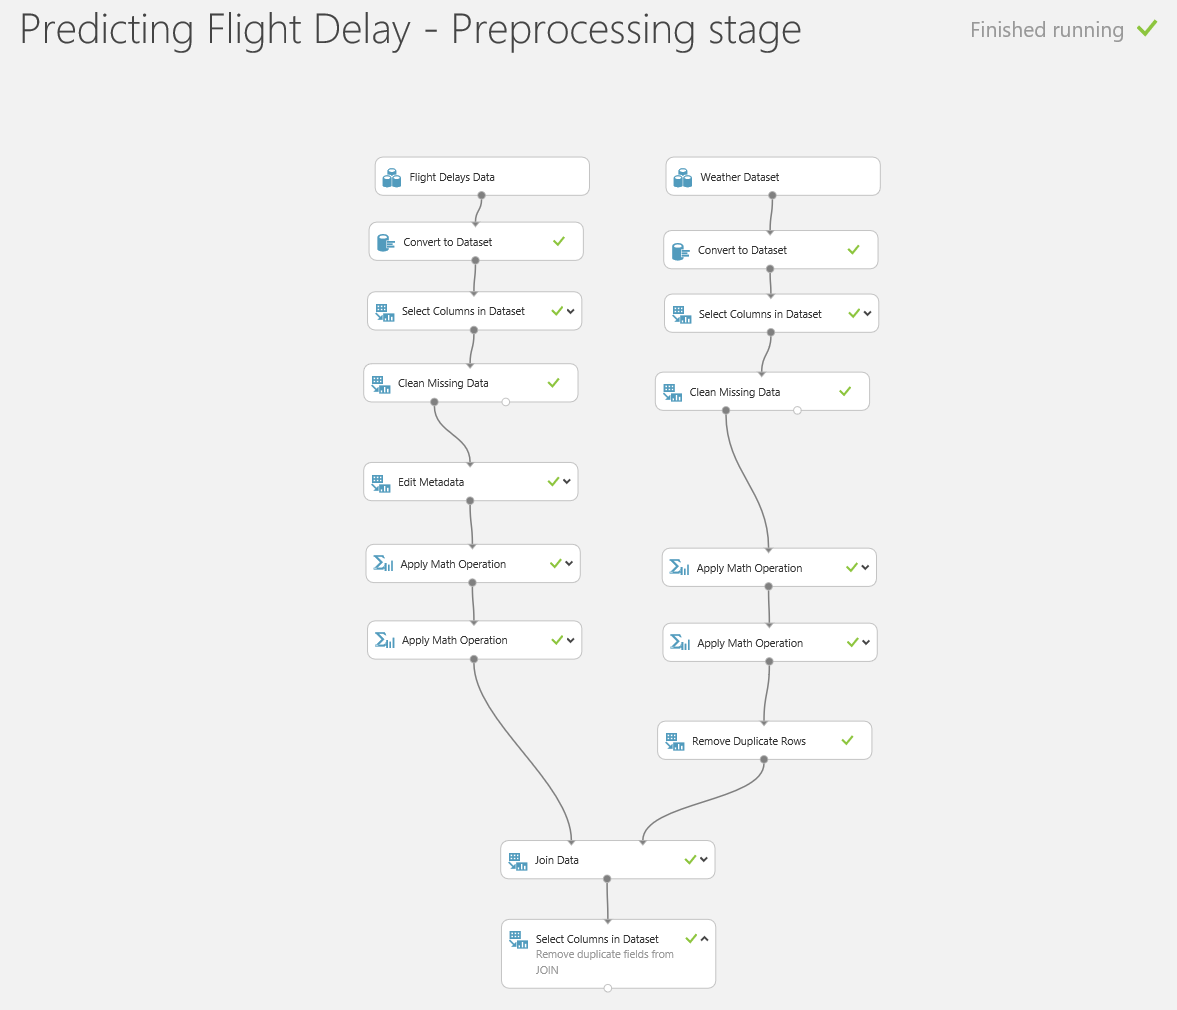 Predicting Flight Delay - Preprocessing stage
Finished running
Flight Delays Data
Weather Dataset
Convert to Dataset
Convert to Dataset
Select Columns in Dataset
Select Columns in Dataset
Clean Missing Data
Clean Missing Data
Edit Metadata
Apply Math Operation
Apply Math Operation
Apply Math Operation
Apply Math Operation
Remove Duplicate Rows
Join Data
Select Columns in Dataset
Remove duplicate fields from
JOIN